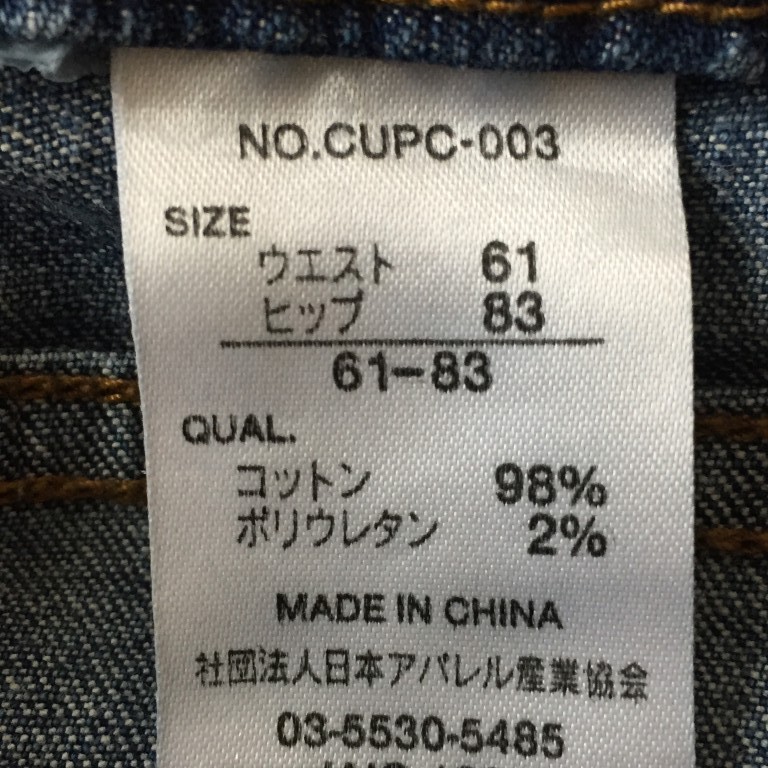 NO.CUPC-003
SIZE
ウエスト 61
ヒップ 83
61-83
QUAL.
コットン 98%
ポリウレタン 2%
MADE IN CHINA
社団法人日本アパレル産業協会
03-5530-5485